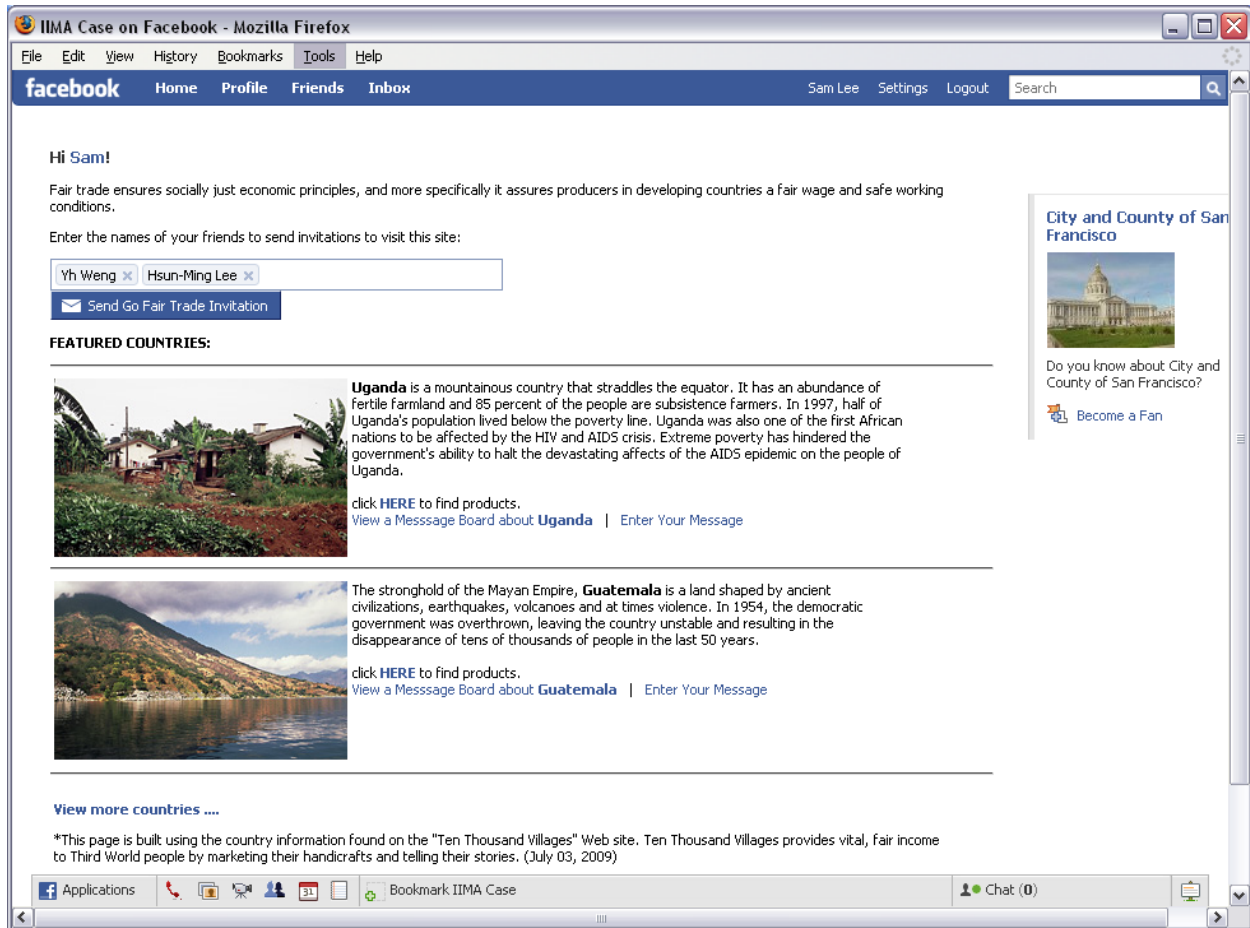 IIMA Case on Facebook - Mozilla Firefox
File Edit View History Bookmarks Tools Help
facebook Home Profile Friends Inbox Sam Lee Settings Logout Search
Hi Sam!
Fair trade ensures socially just economic principles, and more specifically it assures producers in developing countries a fair wage and safe working
conditions.
Enter the names of your friends to send invitations to visit this site:
Yh Weng Hsun-Ming Lee
Send Go Fair Trade Invitation
FEATURED COUNTRIES:
Uganda is a mountainous country that straddles the equator. It has an abundance of
fertile farmland and 85 percent of the people are subsistence farmers. In 1997, half of
Uganda's population lived below the poverty line. Uganda was also one of the first African
nations to be affected by the HIV and AIDS crisis. Extreme poverty has hindered the
government's ability to halt the devastating affects of the AIDS epidemic on the people of
Uganda.
click HERE to find products.
View a Messsage Board about Uganda | Enter Your Message
The stronghold of the Mayan Empire, Guatemala is a land shaped by ancient
civilizations, earthquakes, volcanoes and at times violence. In 1954, the democratic
government was overthrown, leaving the country unstable and resulting in the
disappearance of tens of thousands of people in the last 50 years.
click HERE to find products.
View a Messsage Board about Guatemala | Enter Your Message
View more countries ....
*This page is built using the country information found on the "Ten Thousand Villages" Web site. Ten Thousand Villages provides vital, fair income
to Third World people by marketing their handicrafts and telling their stories. (July 03, 2009)
City and County of San
Francisco
Do you know about City and
County of San Francisco?
Become a Fan
Applications 31 Bookmark IIMA Case Chat (0)